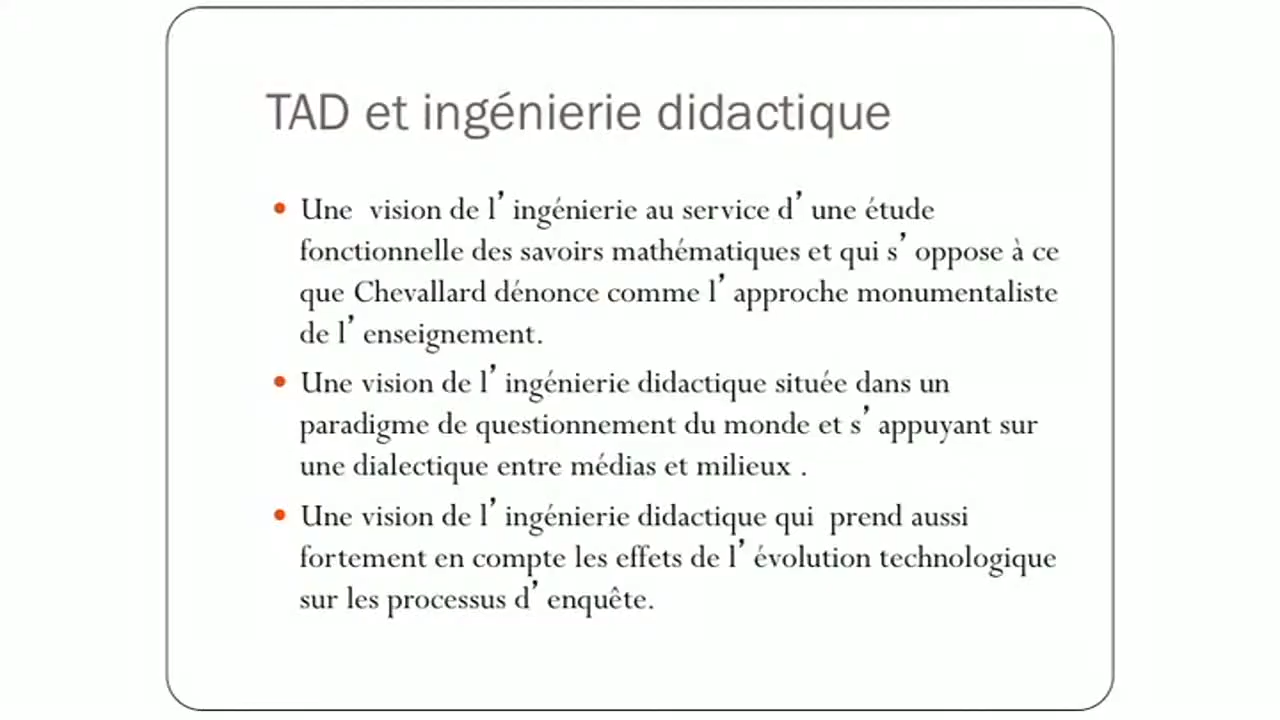 TAD et ingénierie didactique
• Une vision de l’ingénierie au service d’une étude
fonctionnelle des savoirs mathématiques et qui s’oppose à ce
que Chevallard dénonce comme l’approche monumentaliste
de l’enseignement.
• Une vision de l’ingénierie didactique située dans un
paradigme de questionnement du monde et s’appuyant sur
une dialectique entre médias et milieux .
• Une vision de l’ingénierie didactique qui prend aussi
fortement en compte les effets de l’évolution technologique
sur les processus d’enquête.